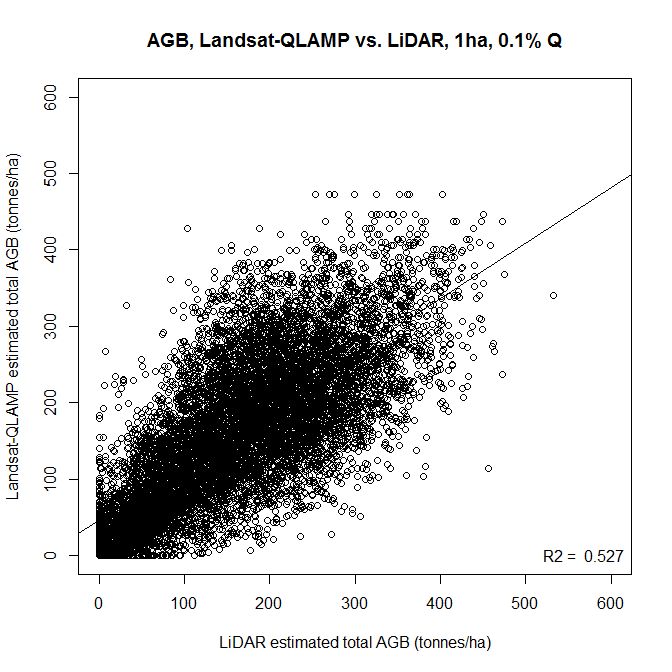 AGB, Landsat-QLAMP vs. LiDAR, 1ha, 0.1% Q
Landsat-QLAMP estimated total AGB (tonnes/ha)
600
500
400
300
200
100
0
R2 = 0.527
0 100 200 300 400 500 600
LiDAR estimated total AGB (tonnes/ha)